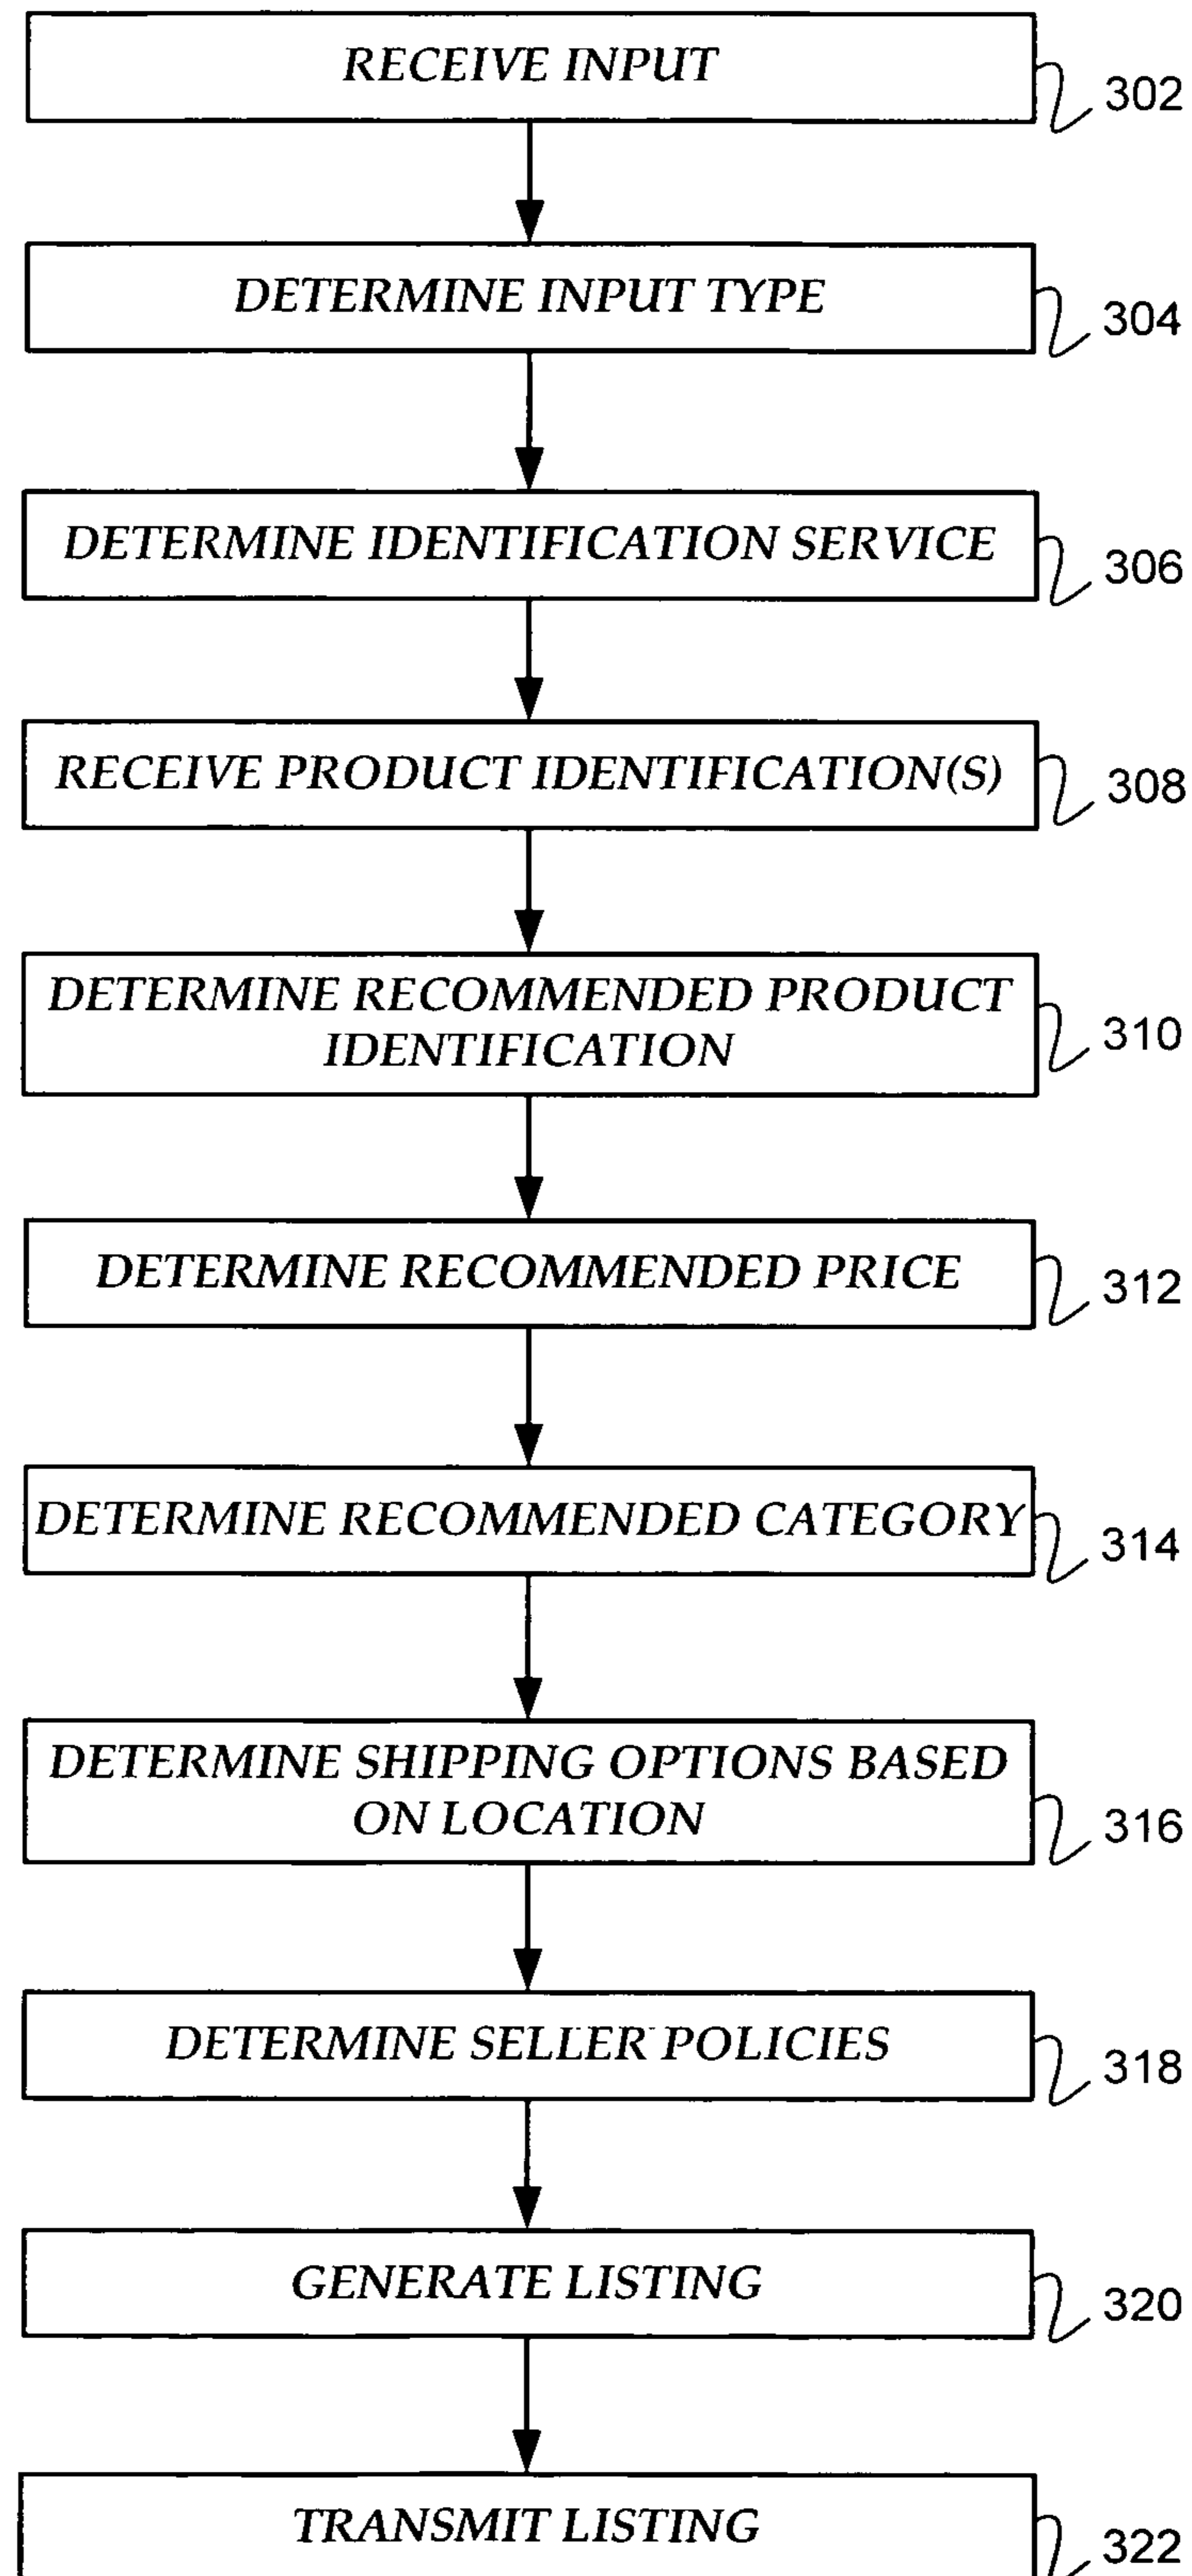 RECEIVE INPUT
302
DETERMINE INPUT TYPE
304
DETERMINE IDENTIFICATION SERVICE
306
RECEIVE PRODUCT IDENTIFICATION(S)
308
DETERMINE RECOMMENDED PRODUCT
IDENTIFICATION
310
DETERMINE RECOMMENDED PRICE
312
DETERMINE RECOMMENDED CATEGORY
314
DETERMINE SHIPPING OPTIONS BASED
ON LOCATION
316
DETERMINE SELLER POLICIES
318
GENERATE LISTING
320
TRANSMIT LISTING
322